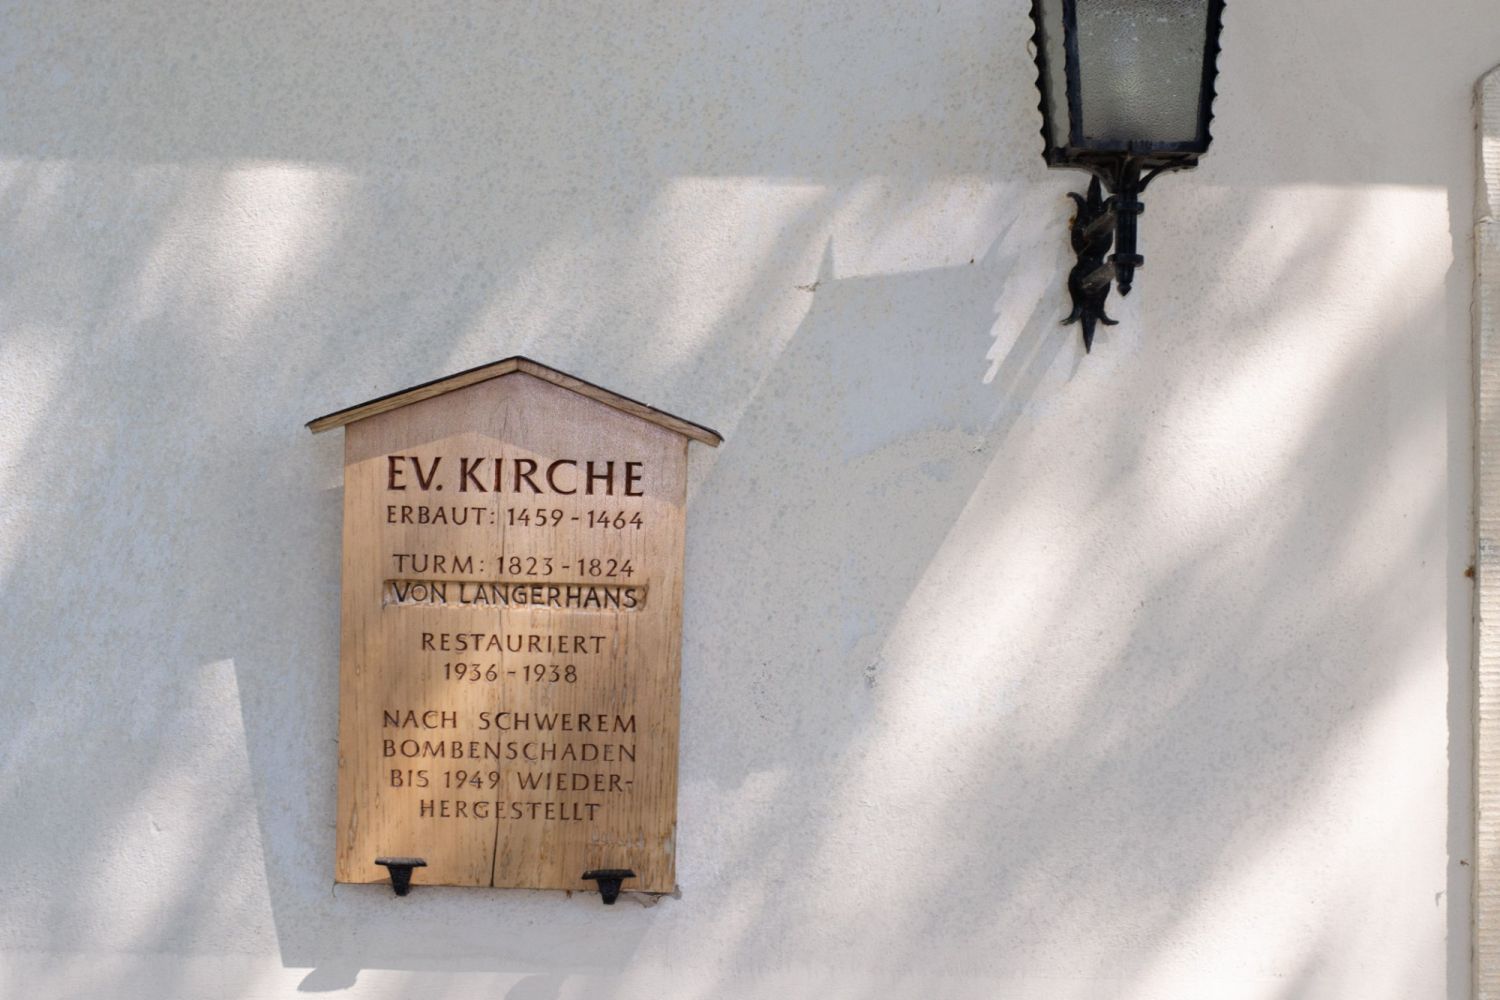 EV. KIRCHE
ERBAUT: 1459-1464
TURM: 1823-1824
VON LANGERHANS
RESTAURIERT
1936-1938
NACH SCHWEREM
BOMBENSCHADEN
BIS 1949 WIEDER-
HERGESTELLT